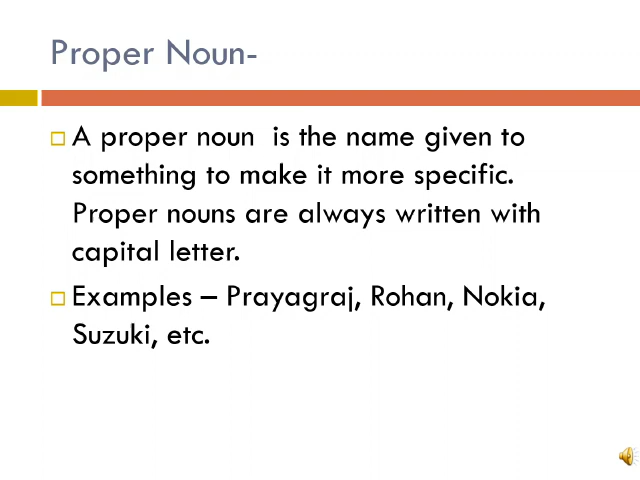 Proper Noun-
A proper noun  is the name given to
something to make it more specific.
Proper nouns are always written with
capital letter.
Examples – Prayagraj, Rohan, Nokia,
Suzuki, etc.